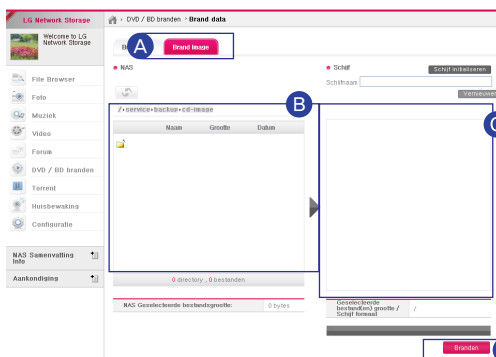 LG Network Storage
DVD / BD branden › Brand data
Welcome to LG
Network Storage
A
Brand Image
NAS
Schijf
Schijf initialiseren
Schijfnaam
Vernieuwen
B
/›service›backup›cd-image
Naam Grootte Datum
File Browser
Foto
Muziek
Video
Forum
DVD / BD branden
Torrent
Huisbewaking
Configuratie
NAS Samenvatting
Info
Aankondiging
0 directory , 0 bestanden
NAS Geselecteerde bestandsgrootte:
0 bytes
Geselecteerde
bestand(en) grootte /
Schijf formaat
/
Branden